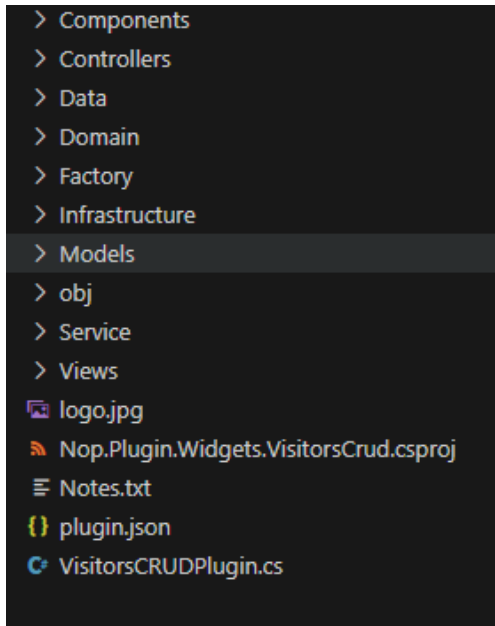 Components
Controllers
Data
Domain
Factory
Infrastructure
Models
obj
Service
Views
logo.jpg
Nop.Plugin.Widgets.VisitorsCrud.csproj
Notes.txt
{} plugin.json
C# VisitorsCRUDPlugin.cs